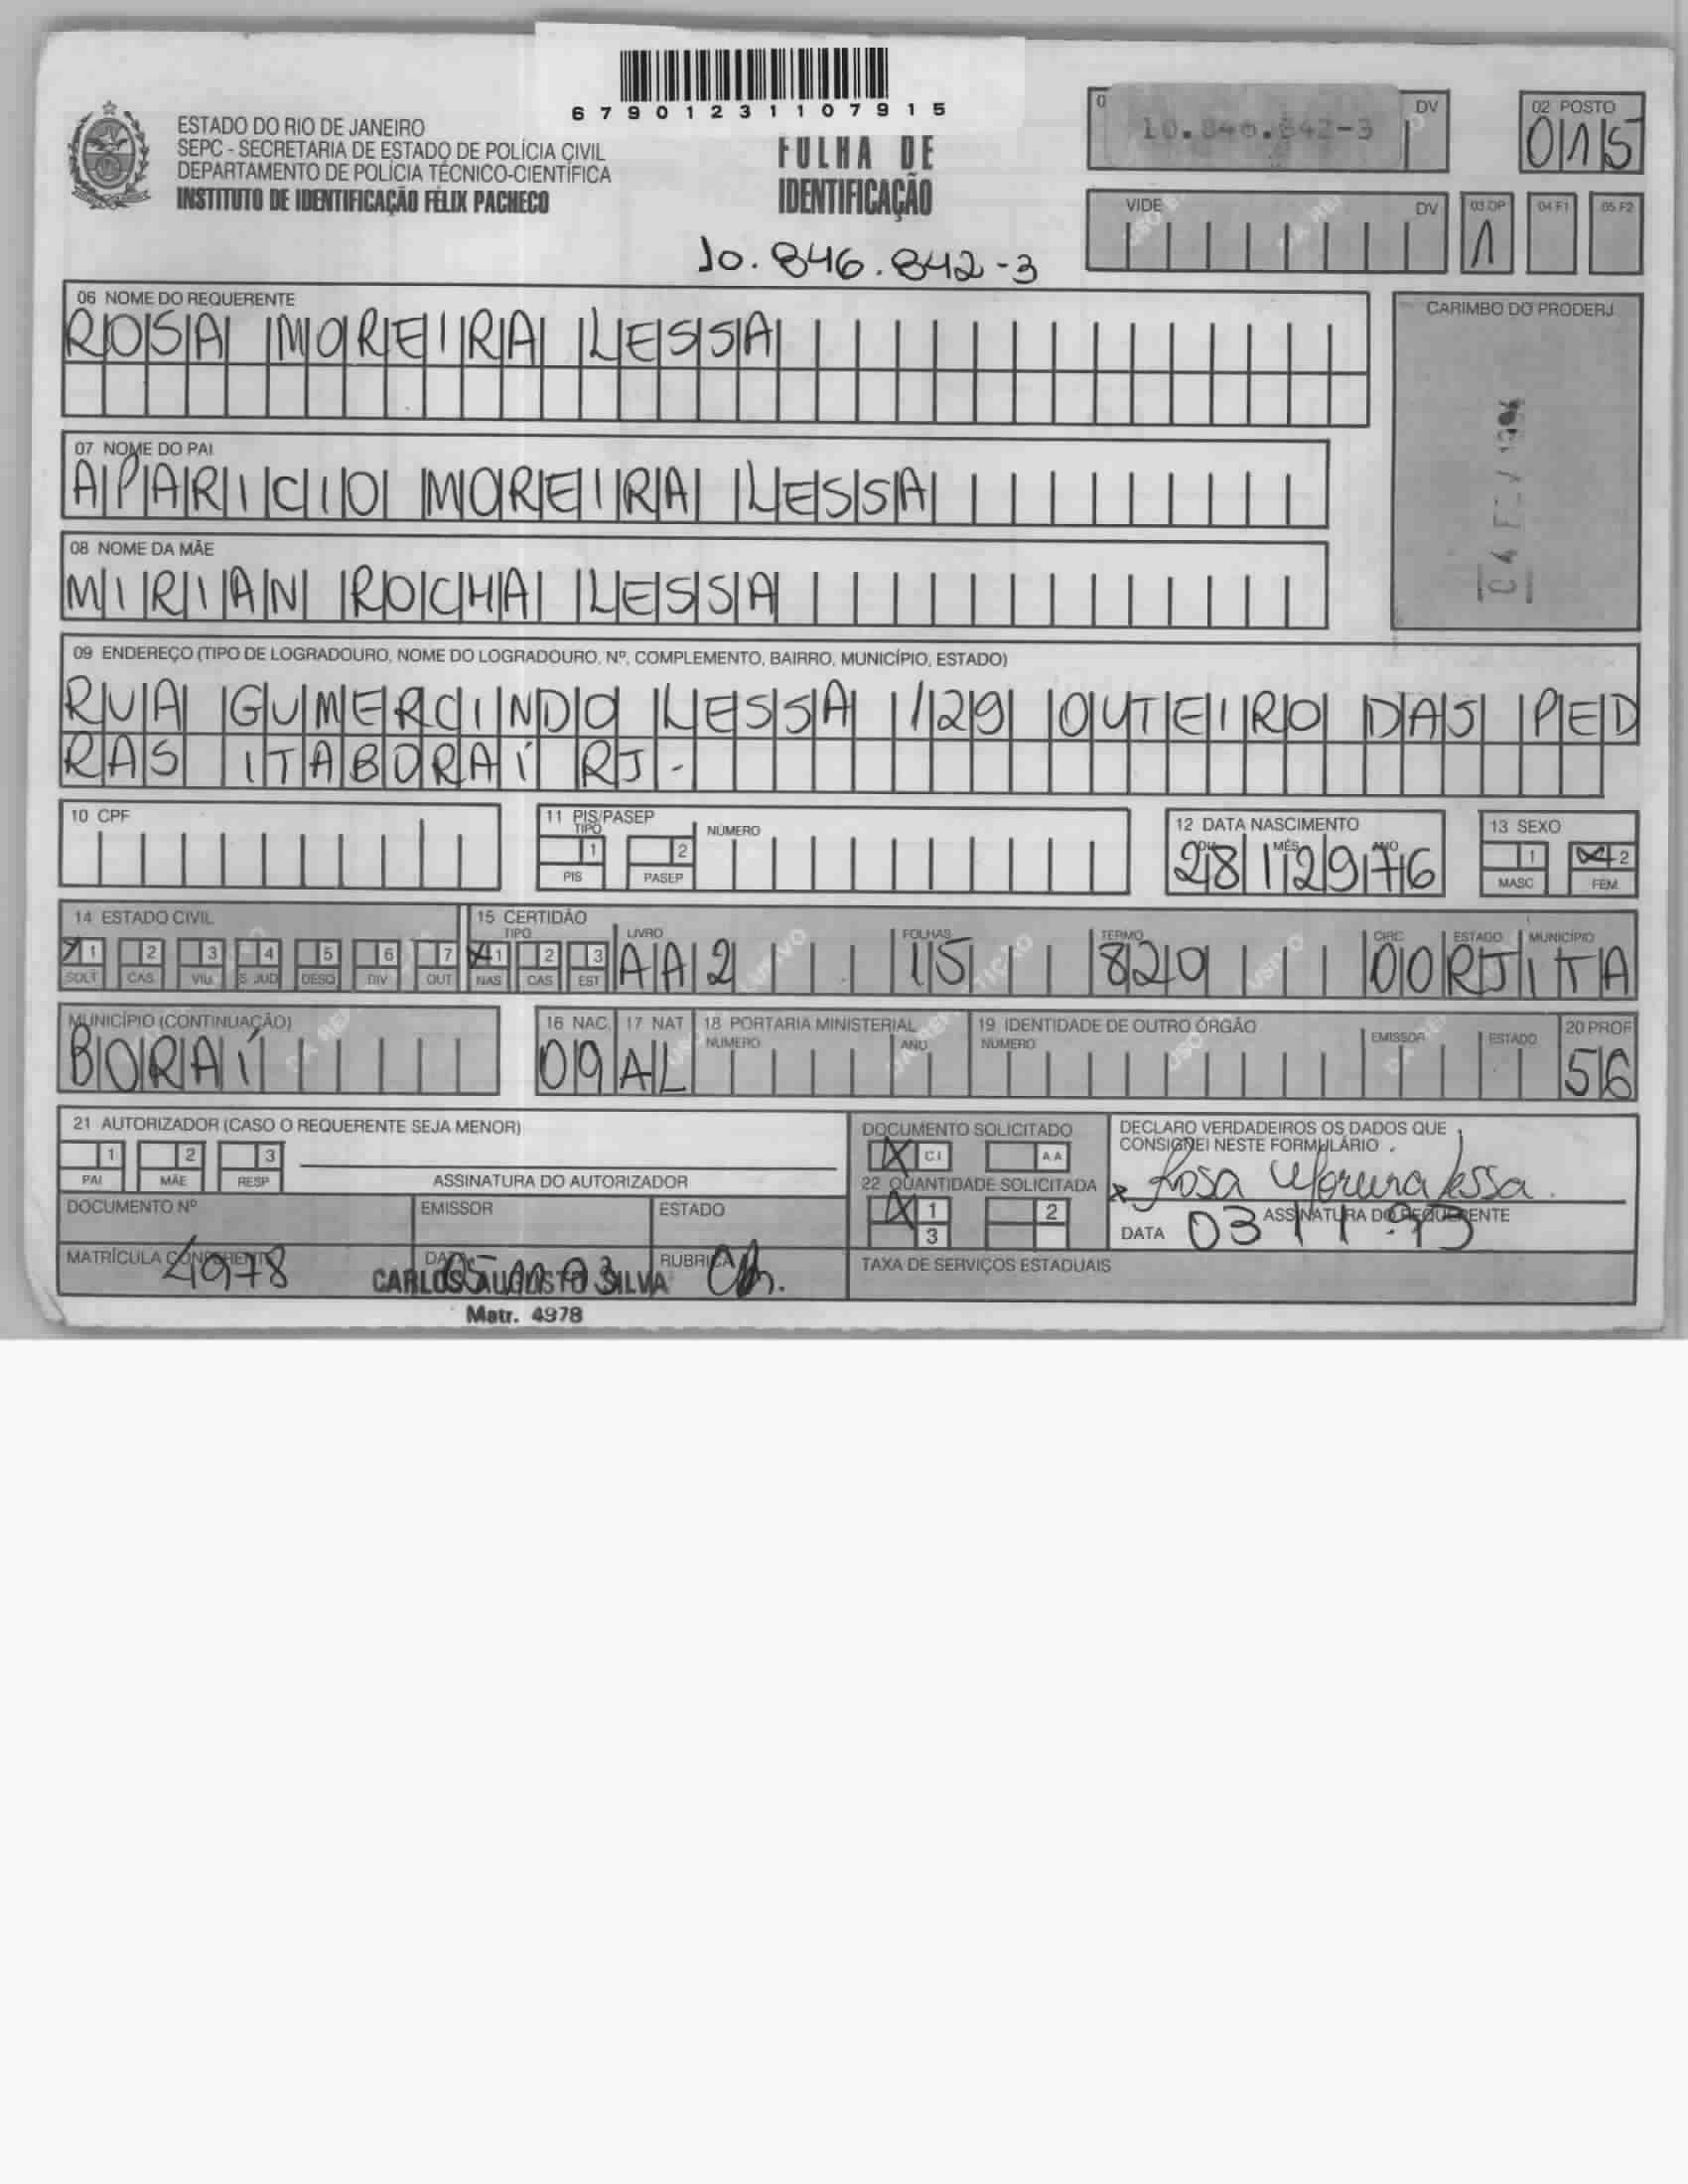 6 7 9 0 1 2 3 1 1 0 7 9 1 5
ESTADO DO RIO DE JANEIRO
SEPC - SECRETARIA DE ESTADO DE POLÍCIA CIVIL
DEPARTAMENTO DE POLÍCIA TÉCNICO-CIENTÍFICA
INSTITUTO DE IDENTIFICAÇÃO FÉLIX PACHECO
FOLHA DE
IDENTIFICAÇÃO
10.846.842-3 DV
02 POSTO
015
VIDE DV 03 OP 04 F1 05 F2
1
10.846.842-3
06 NOME DO REQUERENTE
ROSA MOREIRA LESSA
CARIMBO DO PRODERJ
07 NOME DO PAI
APARICIO MOREIRA LESSA
08 NOME DA MÃE
MIRIAN ROCHA LESSA
09 ENDEREÇO (TIPO DE LOGRADOURO, NOME DO LOGRADOURO, Nº, COMPLEMENTO, BAIRRO, MUNICÍPIO, ESTADO)
RUA GUMERCINDO LESSA 129 OUTEIRO DAS PED
RAS ITABORAÍ RJ-
10 CPF 11 PIS/PASEP TIPO NÚMERO 12 DATA NASCIMENTO 13 SEXO
DIA MÊS ANO
1 2 281276 1 2
PIS PASEP MASC FEM
14 ESTADO CIVIL 15 CERTIDÃO
TIPO LIVRO FOLHAS TERMO CIRC ESTADO MUNICÍPIO
1 2 3 4 5 6 7 1 2 3 AA2 15 820 00 RJ ITA
SOLT CAS VIU S JUD DESQ DIV OUT NAS CAS EST
MUNICÍPIO (CONTINUAÇÃO) 16 NAC 17 NAT 18 PORTARIA MINISTERIAL 19 IDENTIDADE DE OUTRO ÓRGÃO 20 PROF
NÚMERO ANO NÚMERO EMISSOR ESTADO
BORAÍ 09 AL 56
21 AUTORIZADOR (CASO O REQUERENTE SEJA MENOR)
1 2 3
PAI MÃE RESP
ASSINATURA DO AUTORIZADOR
DOCUMENTO SOLICITADO
CI AA
22 QUANTIDADE SOLICITADA
1 2
3
DECLARO VERDADEIROS OS DADOS QUE
CONSIGNEI NESTE FORMULÁRIO
x Rosa Moreira Lessa.
ASSINATURA DO REQUERENTE
DATA 03 11 93
DOCUMENTO Nº EMISSOR ESTADO
MATRÍCULA CONFERENTE DATA RUBRICA TAXA DE SERVIÇOS ESTADUAIS
4978
CARLOS AUGUSTO SILVA
Matr. 4978